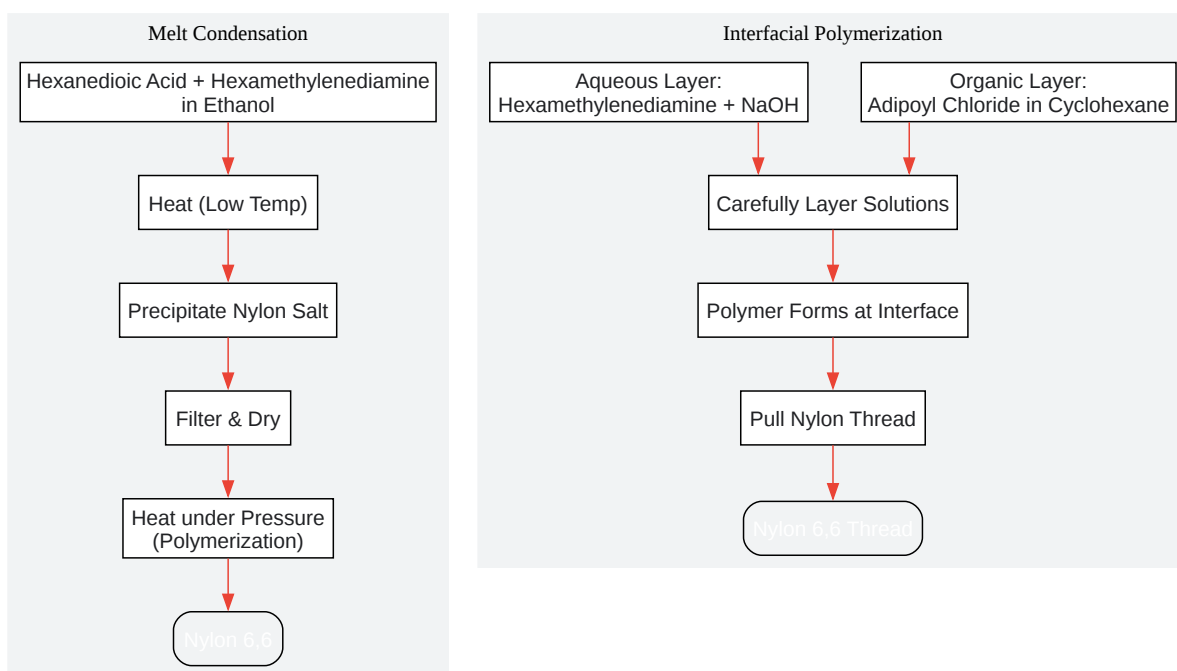 Melt Condensation
Hexanedioic Acid + Hexamethylenediamine
in Ethanol
Heat (Low Temp)
Precipitate Nylon Salt
Filter & Dry
Heat under Pressure
(Polymerization)
Nylon 6,6
Interfacial Polymerization
Aqueous Layer:
Hexamethylenediamine + NaOH
Organic Layer:
Adipoyl Chloride in Cyclohexane
Carefully Layer Solutions
Polymer Forms at Interface
Pull Nylon Thread
Nylon 6,6 Thread